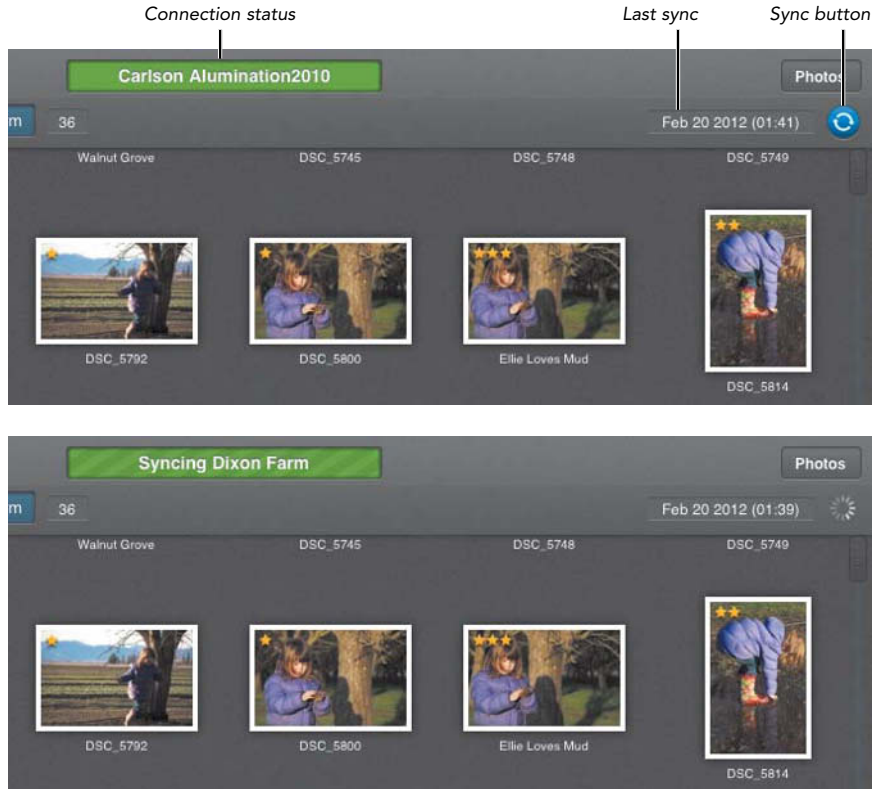 Connection status Last sync Sync button
Carlson Alumination2010 Photos
m 36 Feb 20 2012 (01:41)
Walnut Grove DSC_5745 DSC_5748 DSC_5749
DSC_5792 DSC_5800 Ellie Loves Mud
DSC_5814
Syncing Dixon Farm Photos
m 36 Feb 20 2012 (01:39)
Walnut Grove DSC_5745 DSC_5748 DSC_5749
DSC_5792 DSC_5800 Ellie Loves Mud
DSC_5814